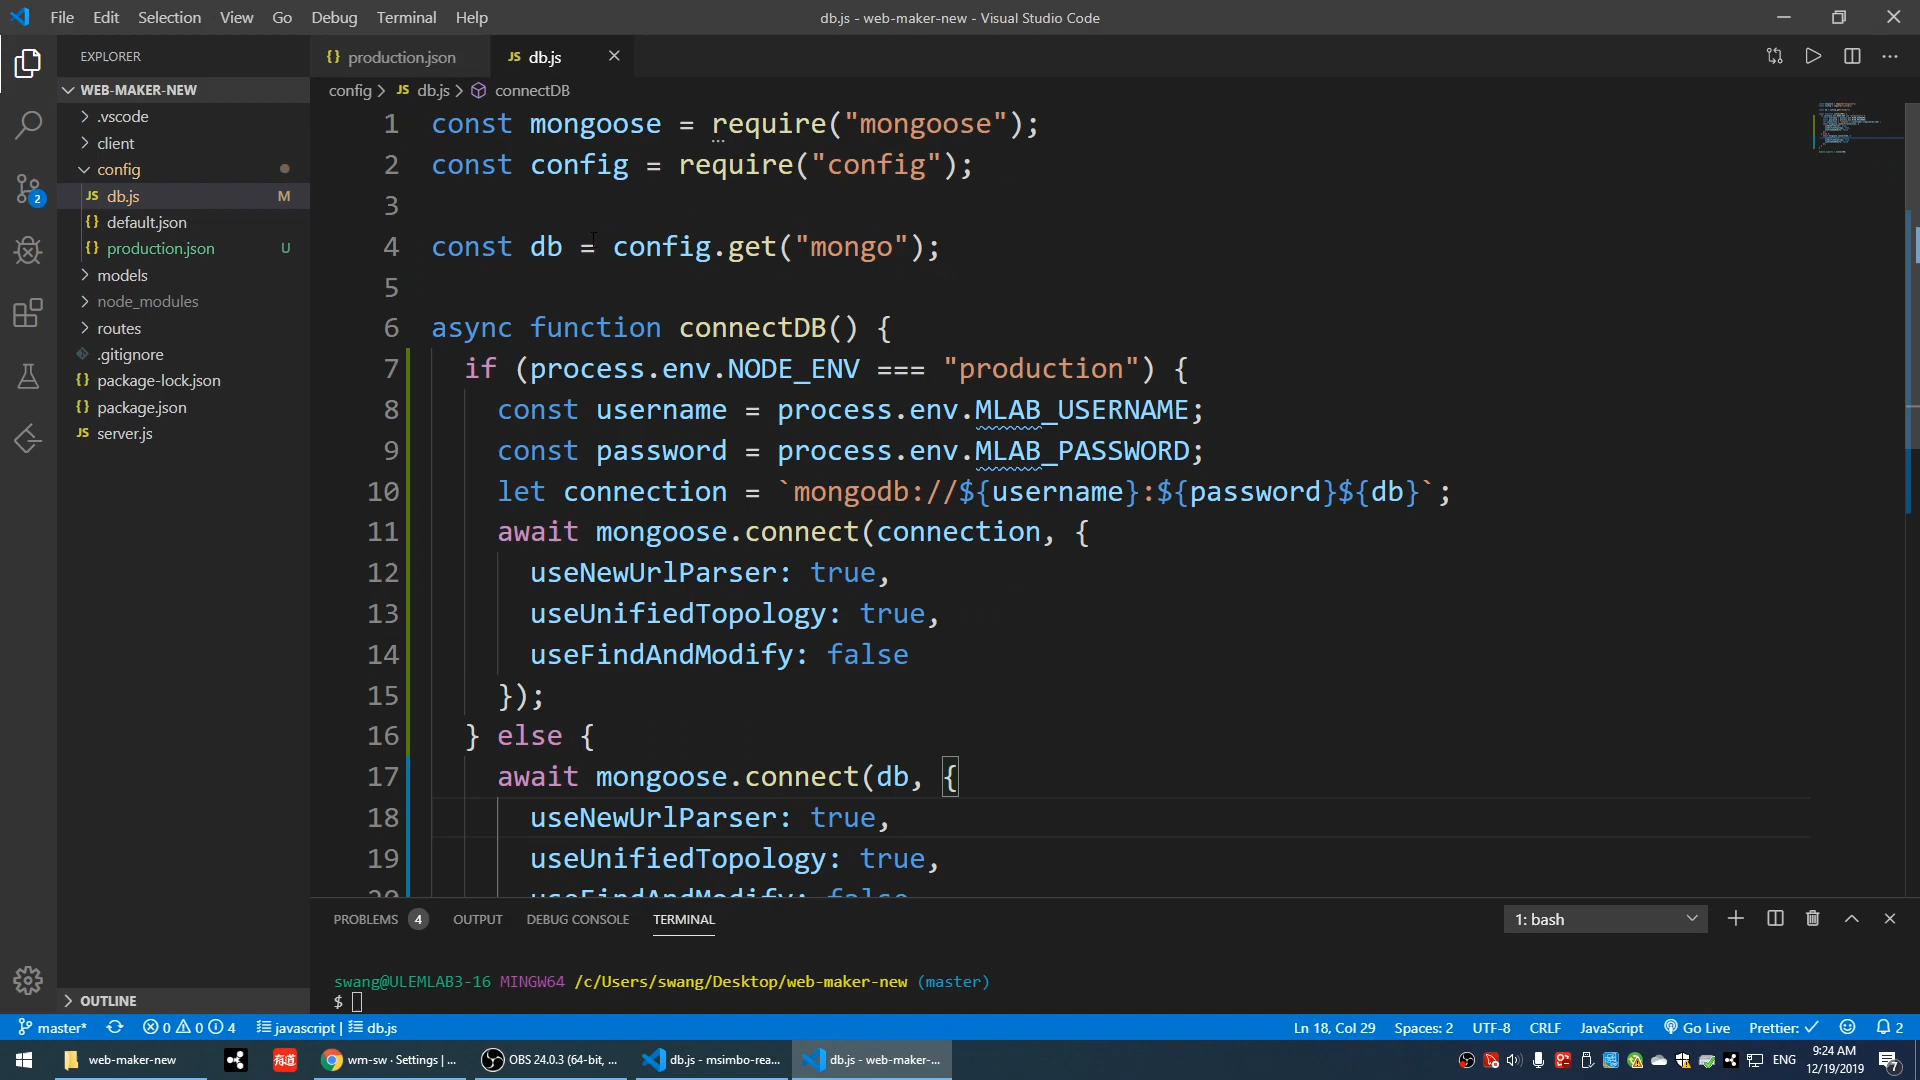 File Edit Selection View Go Debug Terminal Help
db.js - web-maker-new - Visual Studio Code
EXPLORER
WEB-MAKER-NEW
.vscode
client
config
JS db.js M
{} default.json
{} production.json U
models
node_modules
routes
.gitignore
{} package-lock.json
{} package.json
JS server.js
OUTLINE
{} production.json
JS db.js
config > JS db.js > connectDB
1 const mongoose = require("mongoose");
2 const config = require("config");
3
4 const db = config.get("mongo");
5
6 async function connectDB() {
7 if (process.env.NODE_ENV === "production") {
8 const username = process.env.MLAB_USERNAME;
9 const password = process.env.MLAB_PASSWORD;
10 let connection = `mongodb://${username}:${password}${db}`;
11 await mongoose.connect(connection, {
12 useNewUrlParser: true,
13 useUnifiedTopology: true,
14 useFindAndModify: false
15 });
16 } else {
17 await mongoose.connect(db, {
18 useNewUrlParser: true,
19 useUnifiedTopology: true,
20 useFindAndModify: false
PROBLEMS 4 OUTPUT DEBUG CONSOLE TERMINAL
1: bash
swang@ULEMLAB3-16 MINGW64 /c/Users/swang/Desktop/web-maker-new (master)
$
2
master* 0 0 4 javascript | db.js
Ln 18, Col 29 Spaces: 2 UTF-8 CRLF JavaScript Go Live Prettier: ✓ 2
web-maker-new
有道
wm-sw · Settings | ...
OBS 24.0.3 (64-bit, ...
db.js - msimbo-rea...
db.js - web-maker-...
ENG
9:24 AM
12/19/2019
7